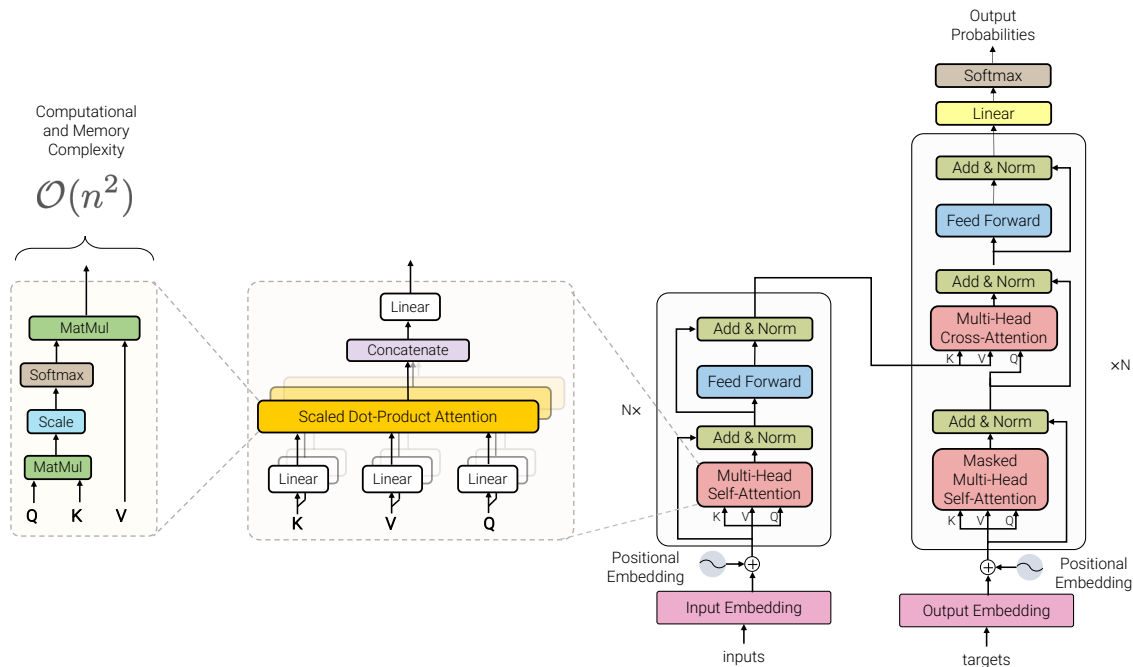 Computational
and Memory
Complexity
𝒪(n²)
MatMul
Softmax
Scale
MatMul
Q K V
Linear
Concatenate
Scaled Dot-Product Attention
Linear Linear Linear
K V Q
N×
Add & Norm
Feed Forward
Add & Norm
Multi-Head
Self-Attention
K V Q
Positional
Embedding
Input Embedding
inputs
Output
Probabilities
Softmax
Linear
Add & Norm
Feed Forward
Add & Norm
Multi-Head
Cross-Attention
K V Q
×N
Add & Norm
Masked
Multi-Head
Self-Attention
K V Q
Positional
Embedding
Output Embedding
targets